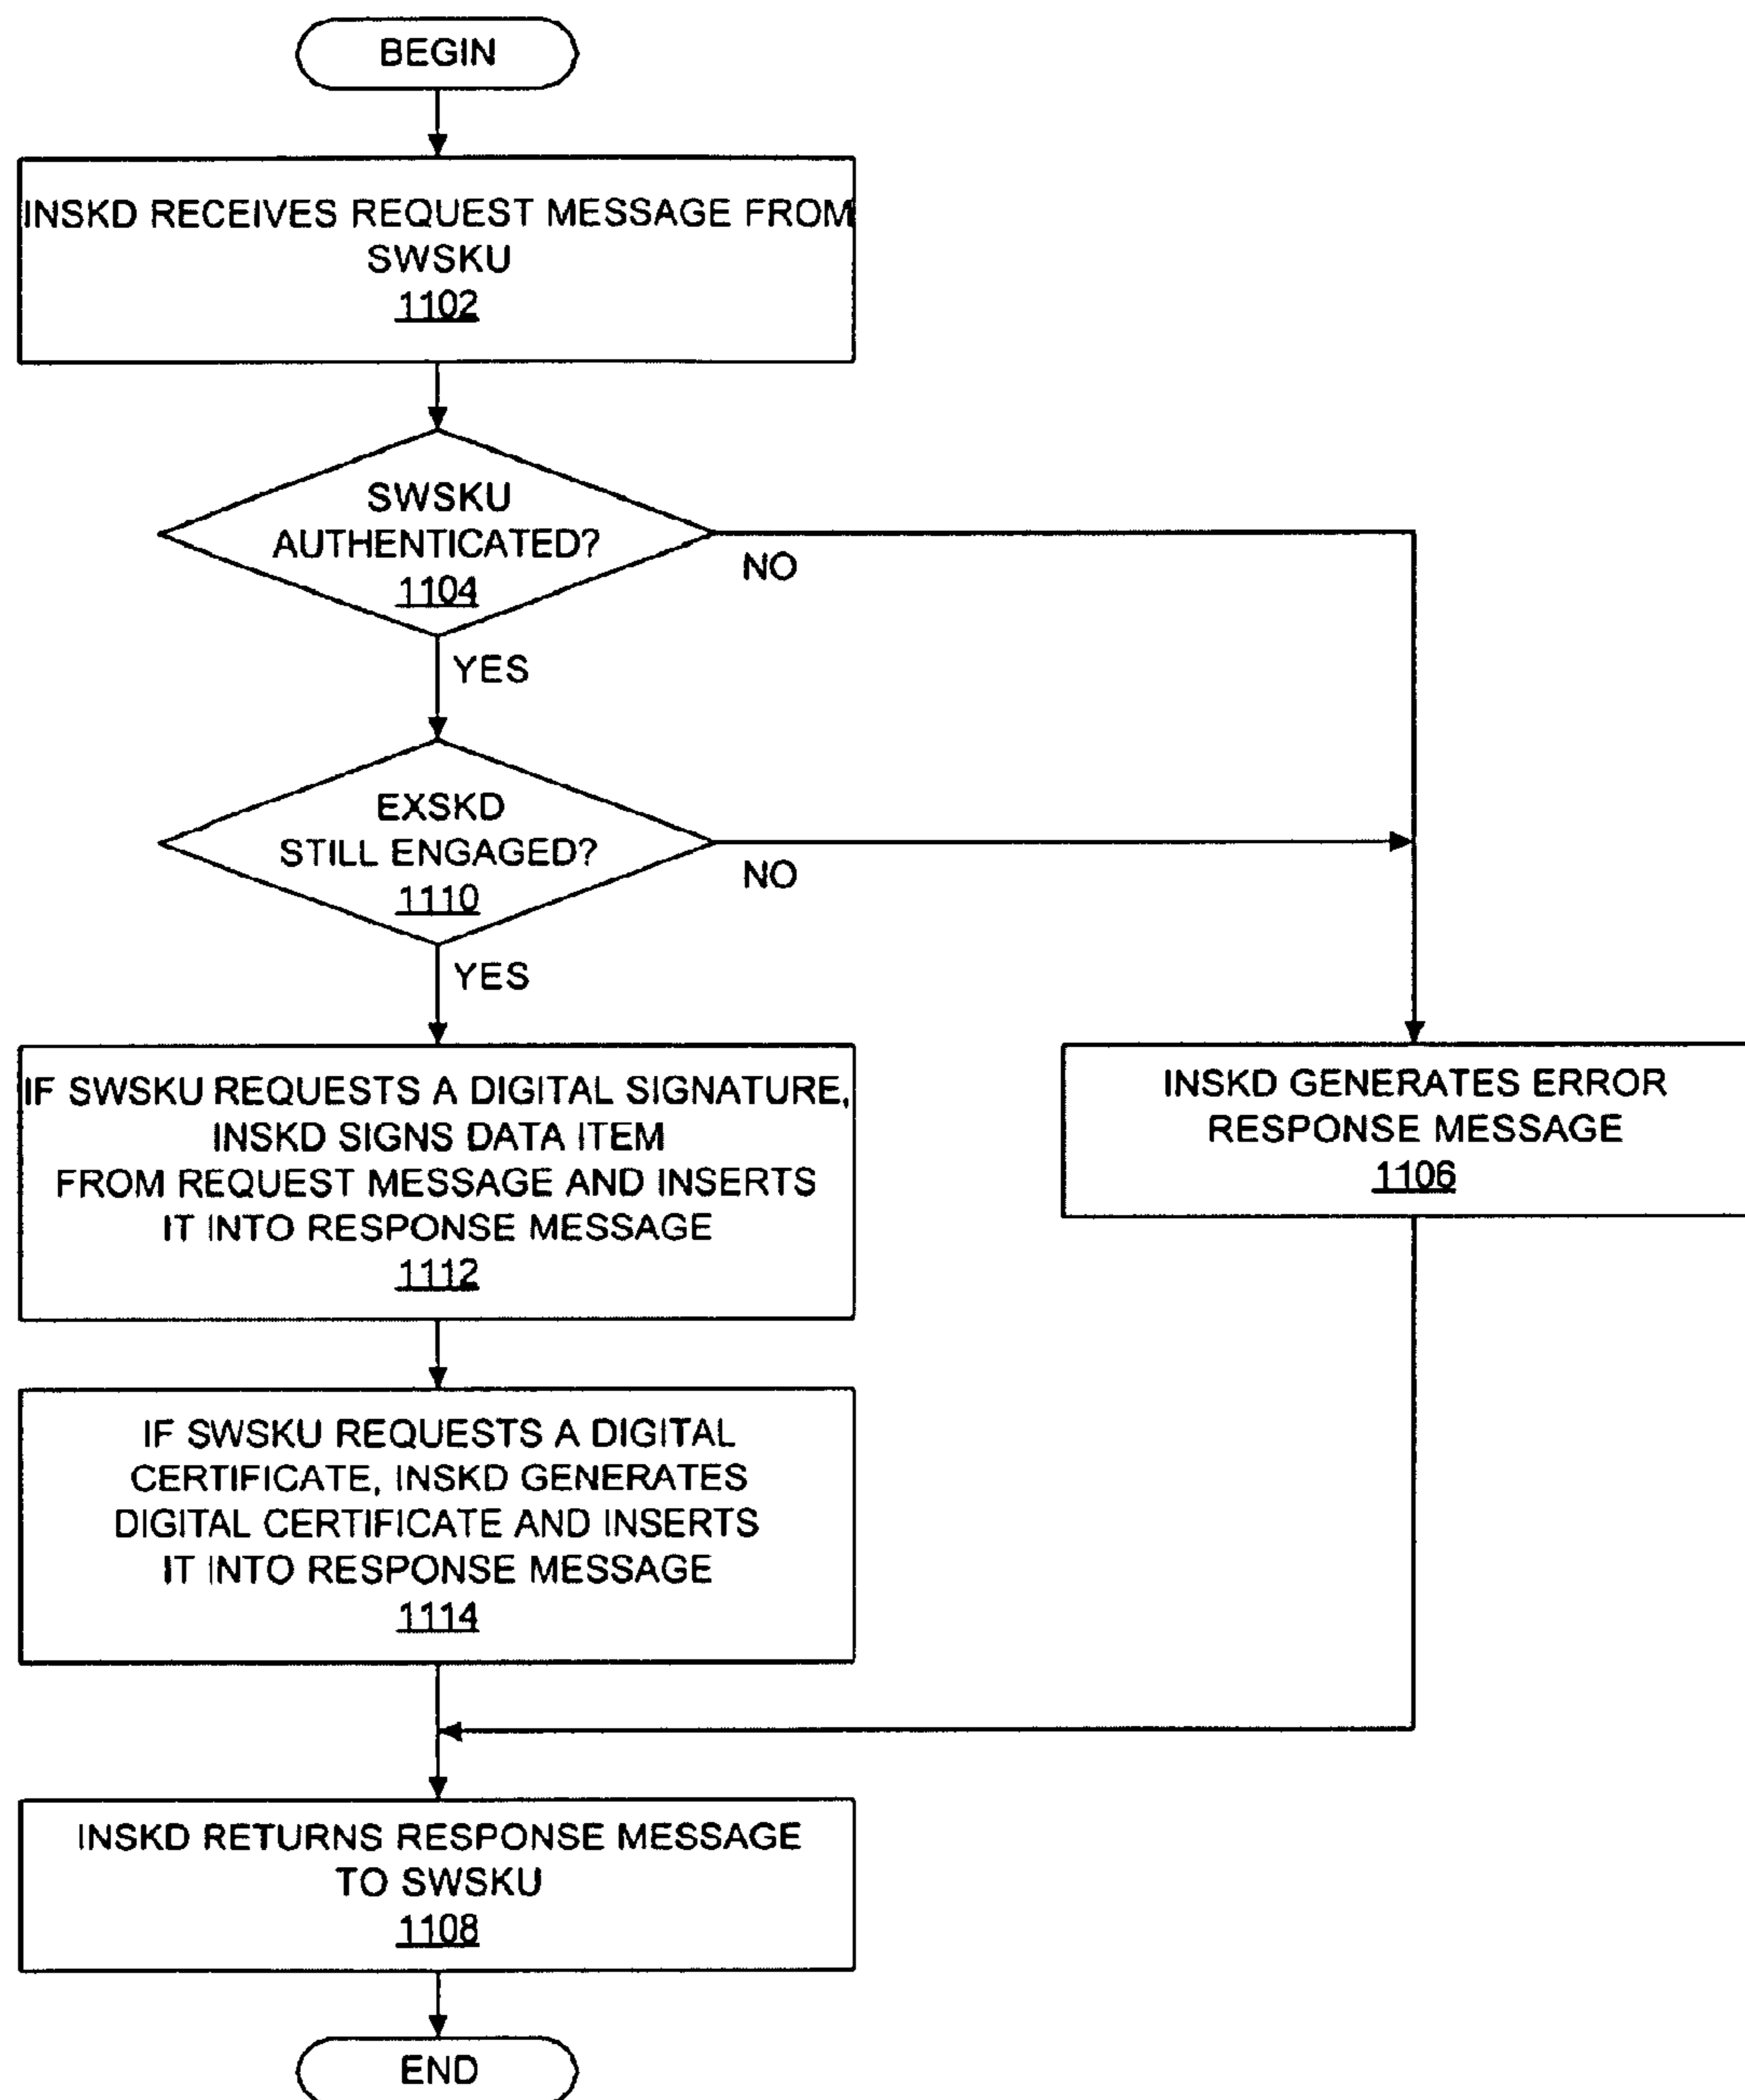 BEGIN
INSKD RECEIVES REQUEST MESSAGE FROM
SWSKU
1102
SWSKU
AUTHENTICATED?
1104
NO
YES
EXSKD
STILL ENGAGED?
1110
NO
YES
IF SWSKU REQUESTS A DIGITAL SIGNATURE,
INSKD SIGNS DATA ITEM
FROM REQUEST MESSAGE AND INSERTS
IT INTO RESPONSE MESSAGE
1112
INSKD GENERATES ERROR
RESPONSE MESSAGE
1106
IF SWSKU REQUESTS A DIGITAL
CERTIFICATE, INSKD GENERATES
DIGITAL CERTIFICATE AND INSERTS
IT INTO RESPONSE MESSAGE
1114
INSKD RETURNS RESPONSE MESSAGE
TO SWSKU
1108
END